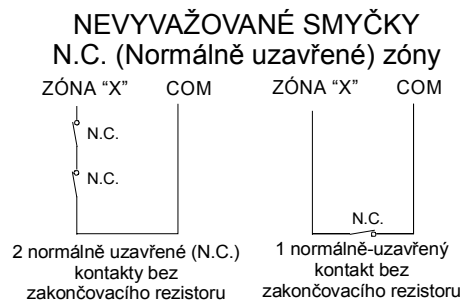 NEVYVAŽOVANÉ SMYČKY
N.C. (Normálně uzavřené) zóny
ZÓNA “X” COM
N.C.
N.C.
2 normálně uzavřené (N.C.)
kontakty bez
zakončovacího rezistoru
ZÓNA “X” COM
N.C.
1 normálně-uzavřený
kontakt bez
zakončovacího rezistoru